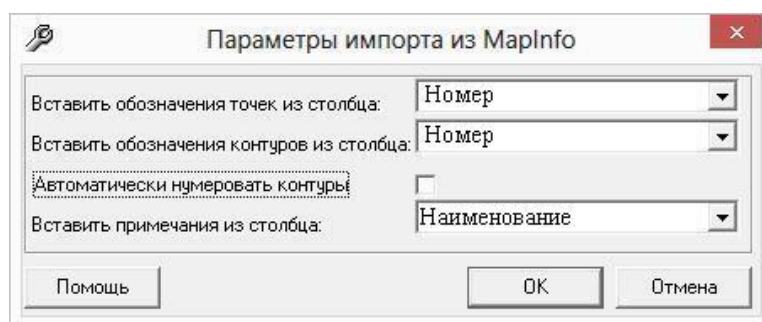 Параметры импорта из MapInfo
Вставить обозначения точек из столбца: Номер
Вставить обозначения контуров из столбца: Номер
Автоматически нумеровать контуры
Вставить примечания из столбца: Наименование
Помощь OK Отмена